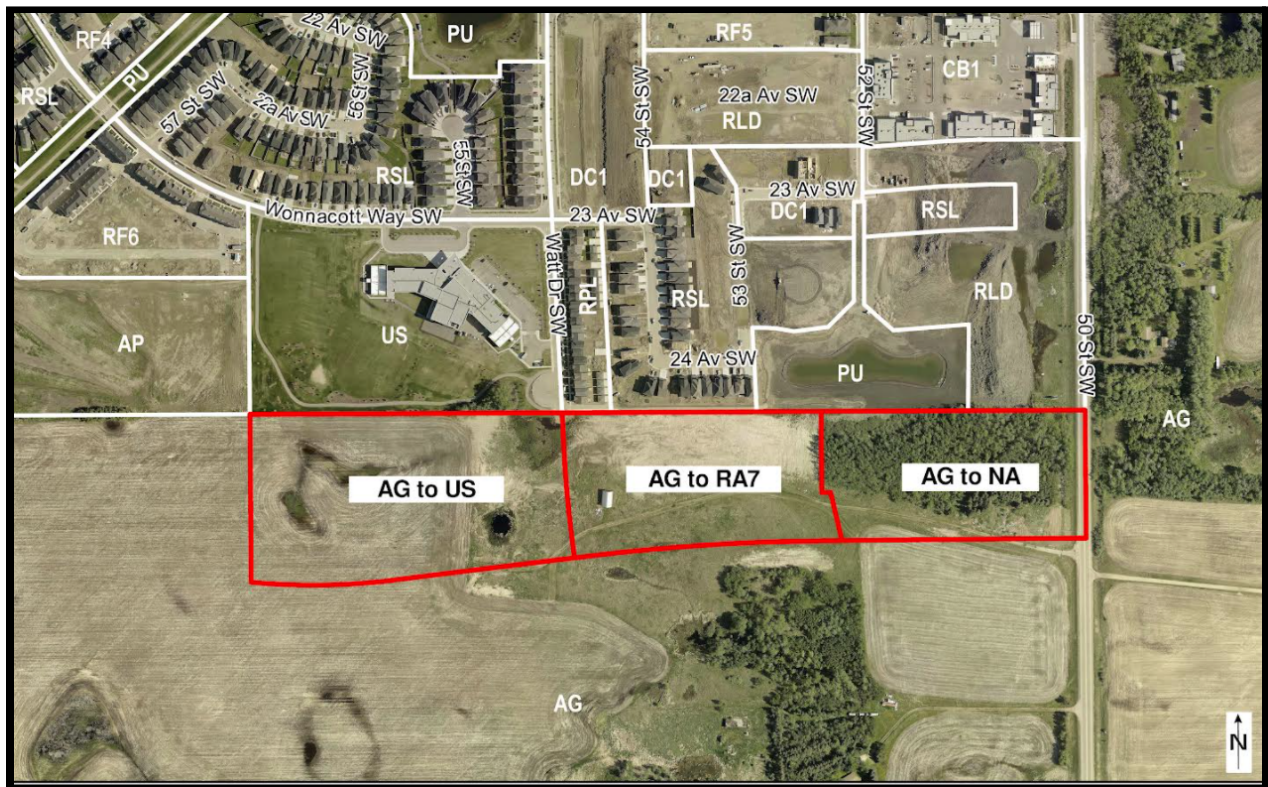 22 Av SW
PU
RF5
RF4
PU
CB1
RSL
57 St SW
56 St SW
22a Av SW
22a Av SW
RLD
54 St SW
52 St SW
55 St SW
RSL
DC1
DC1
23 Av SW
DC1
RSL
Wonnacott Way SW
23 Av SW
RF6
Watt Dr SW
RPL
RSL
53 St SW
RLD
50 St SW
AP
US
24 Av SW
PU
AG
AG to US
AG to RA7
AG to NA
AG
N